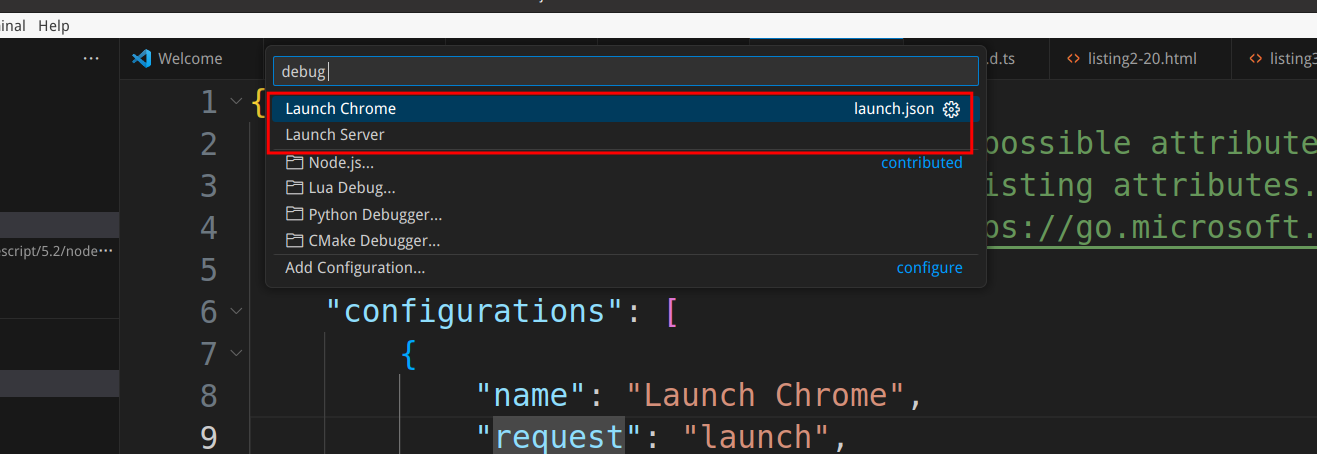 inal Help
Welcome
.d.ts
listing2-20.html
listing3
debug
Launch Chrome launch.json
Launch Server
Node.js... contributed
Lua Debug...
Python Debugger...
CMake Debugger...
Add Configuration... configure
script/5.2/node
1 {
2 possible attribute
3 isting attributes.
4 ps://go.microsoft.
5
6 "configurations": [
7 {
8 "name": "Launch Chrome",
9 "request": "launch",